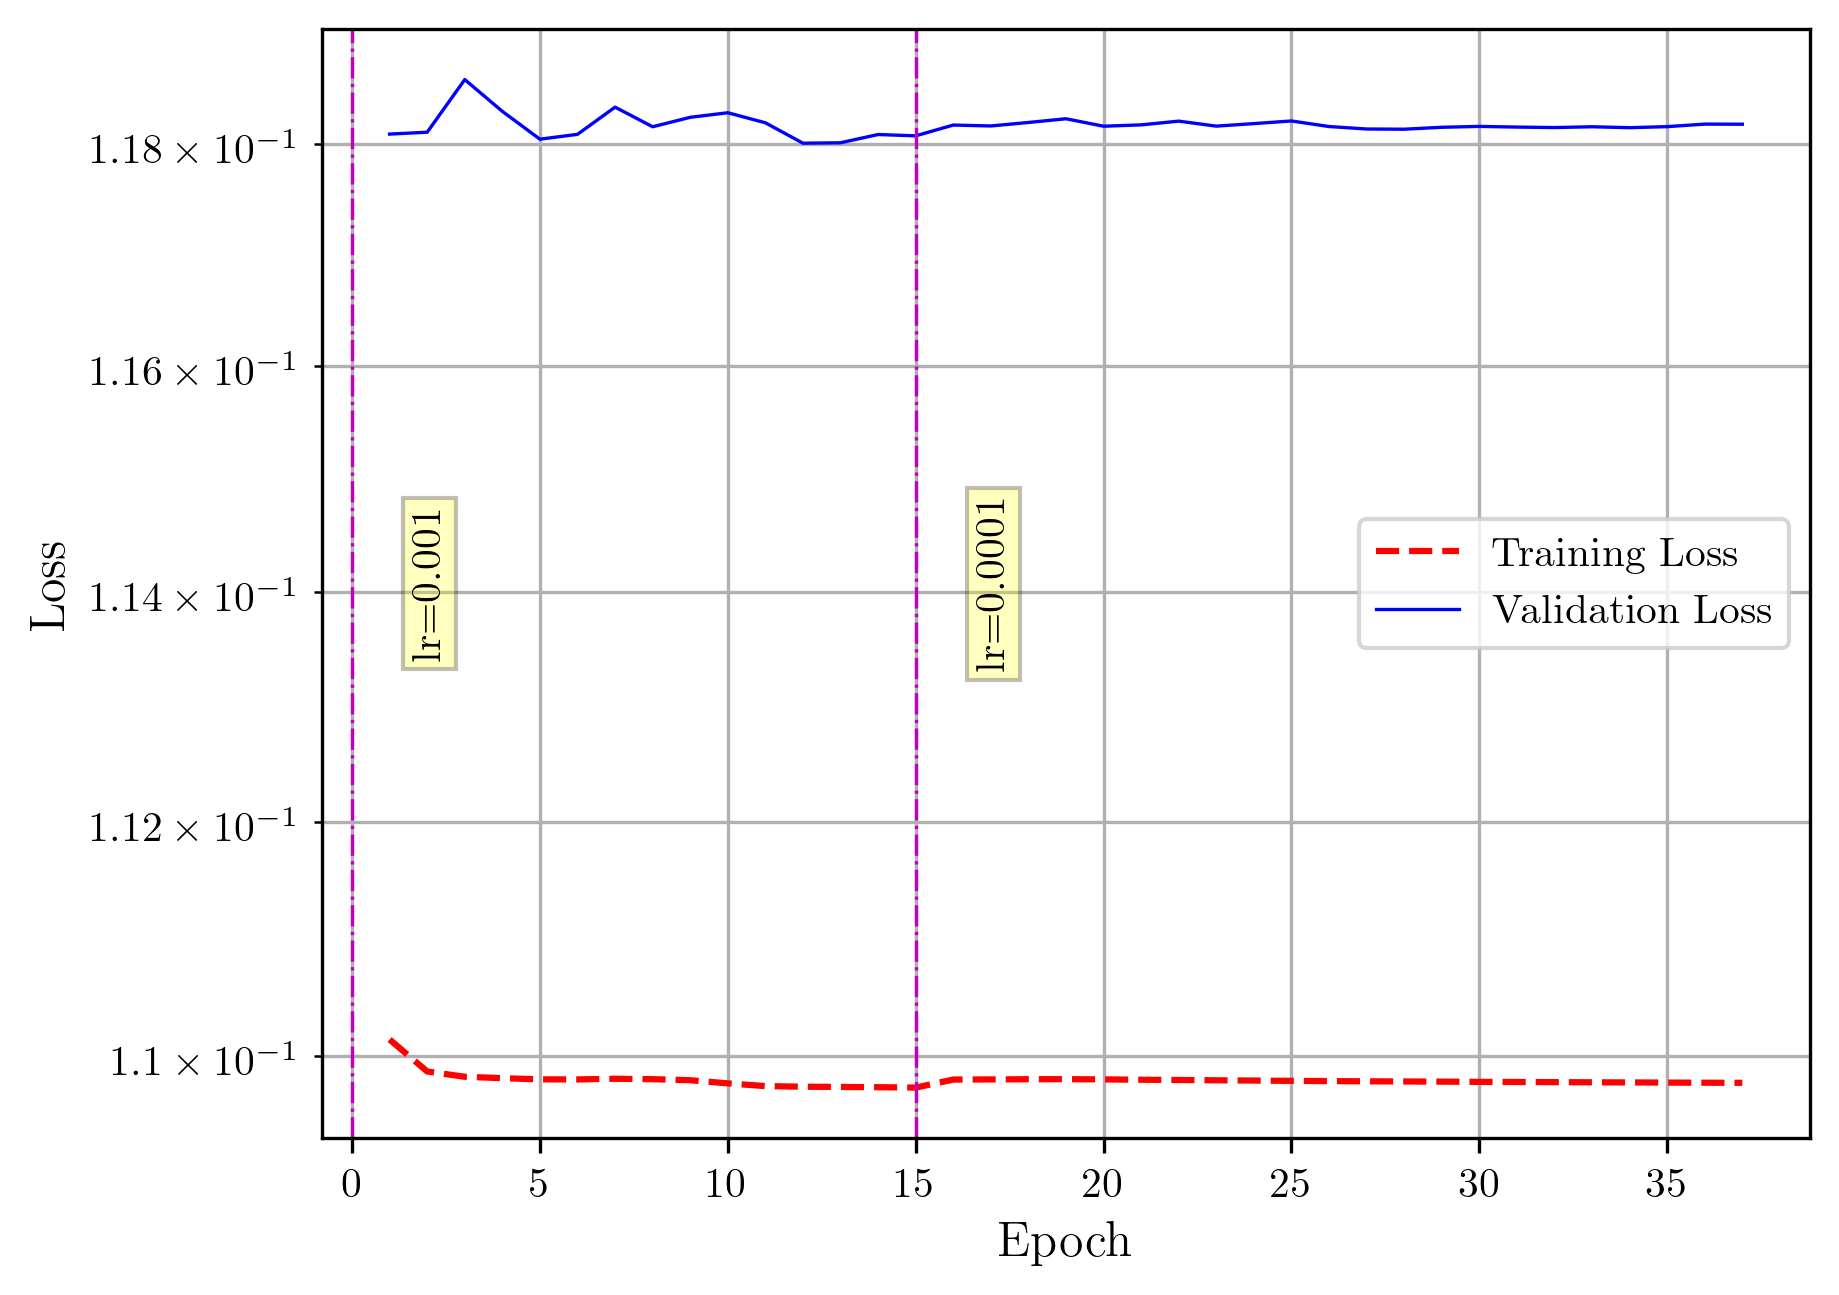 1.18 × 10⁻¹
1.16 × 10⁻¹
1.14 × 10⁻¹
1.12 × 10⁻¹
1.1 × 10⁻¹
Loss
lr=0.001
lr=0.0001
Training Loss
Validation Loss
0 5 10 15 20 25 30 35
Epoch